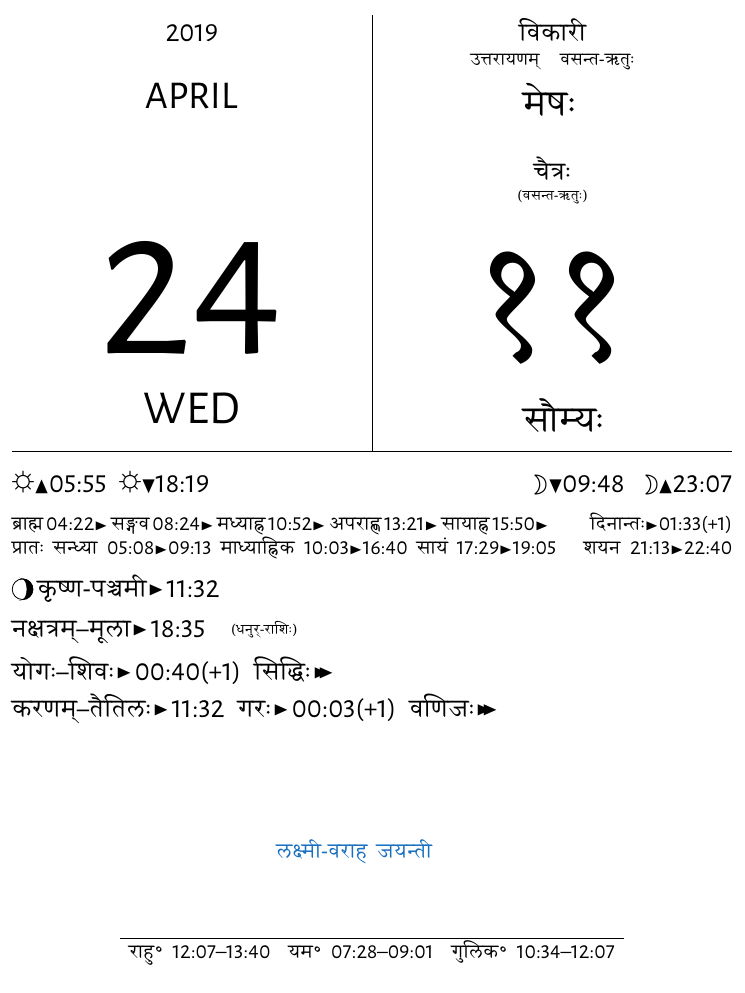 2019
APRIL
24
WED
विकारी
उत्तरायणम् वसन्त-ऋतुः
मेषः
चैत्रः
(वसन्त-ऋतुः)
११
सौम्यः
☼▲05:55 ☼▼18:19 ☽▼09:48 ☽▲23:07
ब्राह्म 04:22► सङ्गव 08:24► मध्याह्न 10:52► अपराह्ण 13:21► सायाह्न 15:50► दिनान्तः►01:33(+1)
प्रातः सन्ध्या 05:08►09:13 माध्याह्निक 10:03►16:40 सायं 17:29►19:05 शयन 21:13►22:40
कृष्ण-पञ्चमी►11:32
नक्षत्रम्–मूला►18:35 (धनुर्-राशिः)
योगः–शिवः►00:40(+1) सिद्धिः►►
करणम्–तैतिलः►11:32 गरः►00:03(+1) वणिजः►►
लक्ष्मी-वराह जयन्ती
राहु॰ 12:07–13:40 यम॰ 07:28–09:01 गुलिक॰ 10:34–12:07